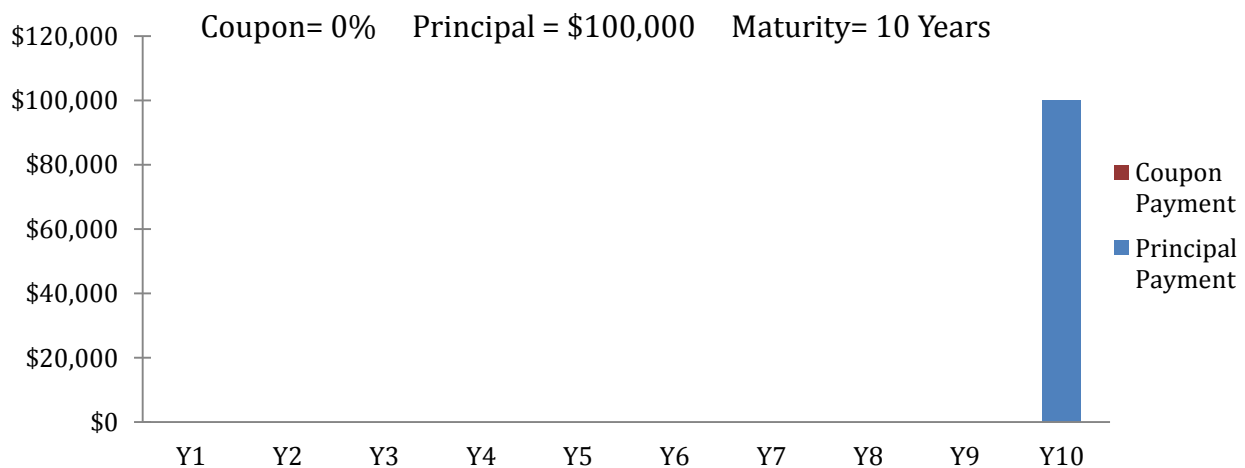 Coupon= 0% Principal = $100,000 Maturity= 10 Years
$120,000
$100,000
$80,000
$60,000
$40,000
$20,000
$0
Y1 Y2 Y3 Y4 Y5 Y6 Y7 Y8 Y9 Y10
Coupon
Payment
Principal
Payment